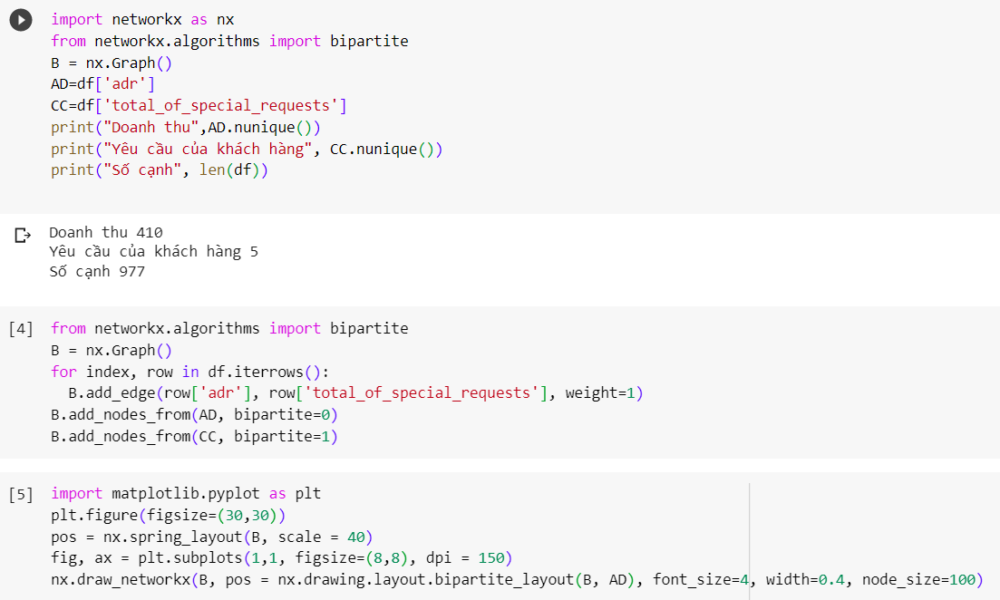 import networkx as nx
from networkx.algorithms import bipartite
B = nx.Graph()
AD=df['adr']
CC=df['total_of_special_requests']
print("Doanh thu",AD.nunique())
print("Yêu cầu của khách hàng", CC.nunique())
print("Số cạnh", len(df))
Doanh thu 410
Yêu cầu của khách hàng 5
Số cạnh 977
[4] from networkx.algorithms import bipartite
B = nx.Graph()
for index, row in df.iterrows():
  B.add_edge(row['adr'], row['total_of_special_requests'], weight=1)
B.add_nodes_from(AD, bipartite=0)
B.add_nodes_from(CC, bipartite=1)
[5] import matplotlib.pyplot as plt
plt.figure(figsize=(30,30))
pos = nx.spring_layout(B, scale = 40)
fig, ax = plt.subplots(1,1, figsize=(8,8), dpi = 150)
nx.draw_networkx(B, pos = nx.drawing.layout.bipartite_layout(B, AD), font_size=4, width=0.4, node_size=100)